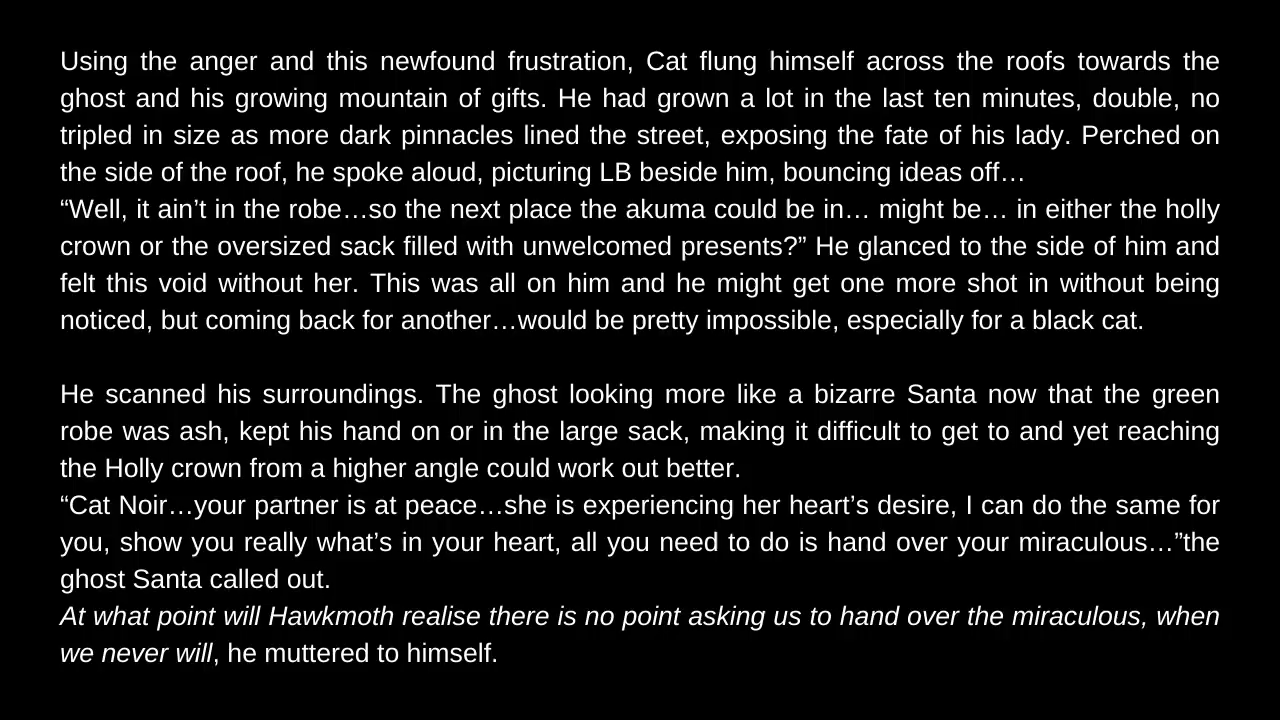 Using the anger and this newfound frustration, Cat flung himself across the roofs towards the
ghost and his growing mountain of gifts. He had grown a lot in the last ten minutes, double, no
tripled in size as more dark pinnacles lined the street, exposing the fate of his lady. Perched on
the side of the roof, he spoke aloud, picturing LB beside him, bouncing ideas off…
“Well, it ain’t in the robe…so the next place the akuma could be in… might be… in either the holly
crown or the oversized sack filled with unwelcomed presents?” He glanced to the side of him and
felt this void without her. This was all on him and he might get one more shot in without being
noticed, but coming back for another…would be pretty impossible, especially for a black cat.
He scanned his surroundings. The ghost looking more like a bizarre Santa now that the green
robe was ash, kept his hand on or in the large sack, making it difficult to get to and yet reaching
the Holly crown from a higher angle could work out better.
“Cat Noir…your partner is at peace…she is experiencing her heart’s desire, I can do the same for
you, show you really what’s in your heart, all you need to do is hand over your miraculous…”the
ghost Santa called out.
At what point will Hawkmoth realise there is no point asking us to hand over the miraculous, when
we never will, he muttered to himself.